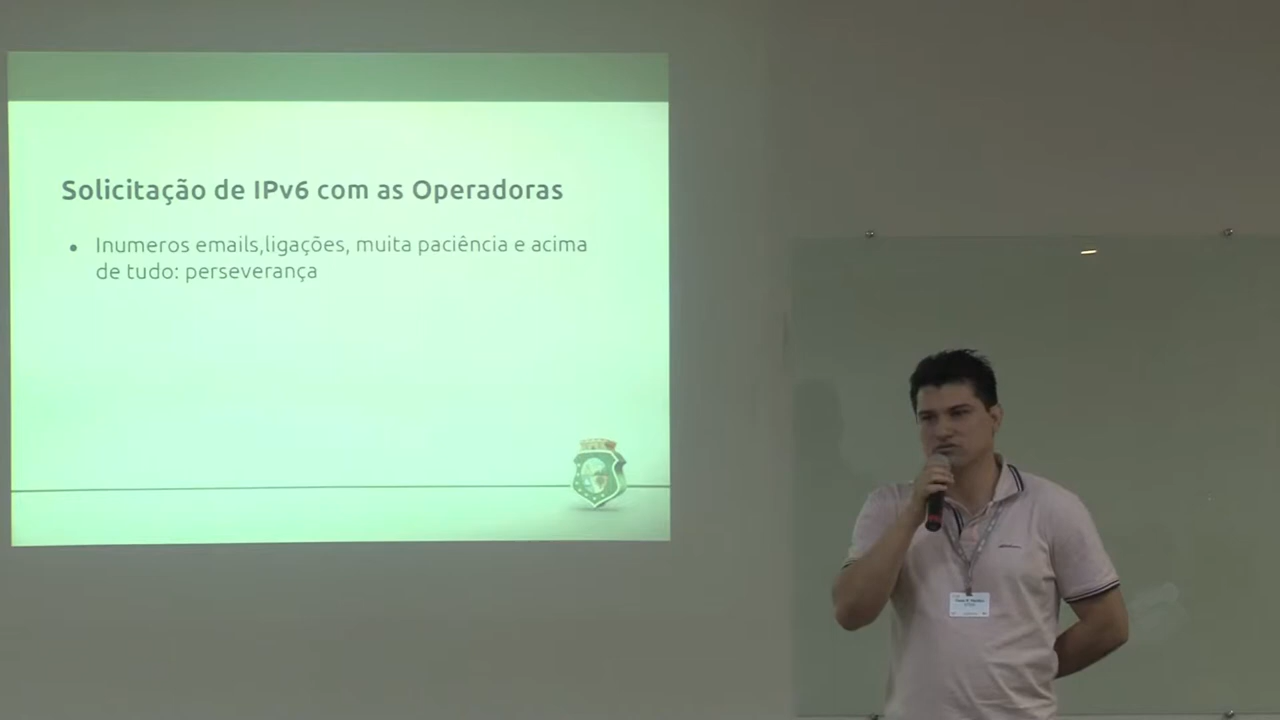 Solicitação de IPv6 com as Operadoras
• Inumeros emails,ligações, muita paciência e acima
de tudo: perseverança